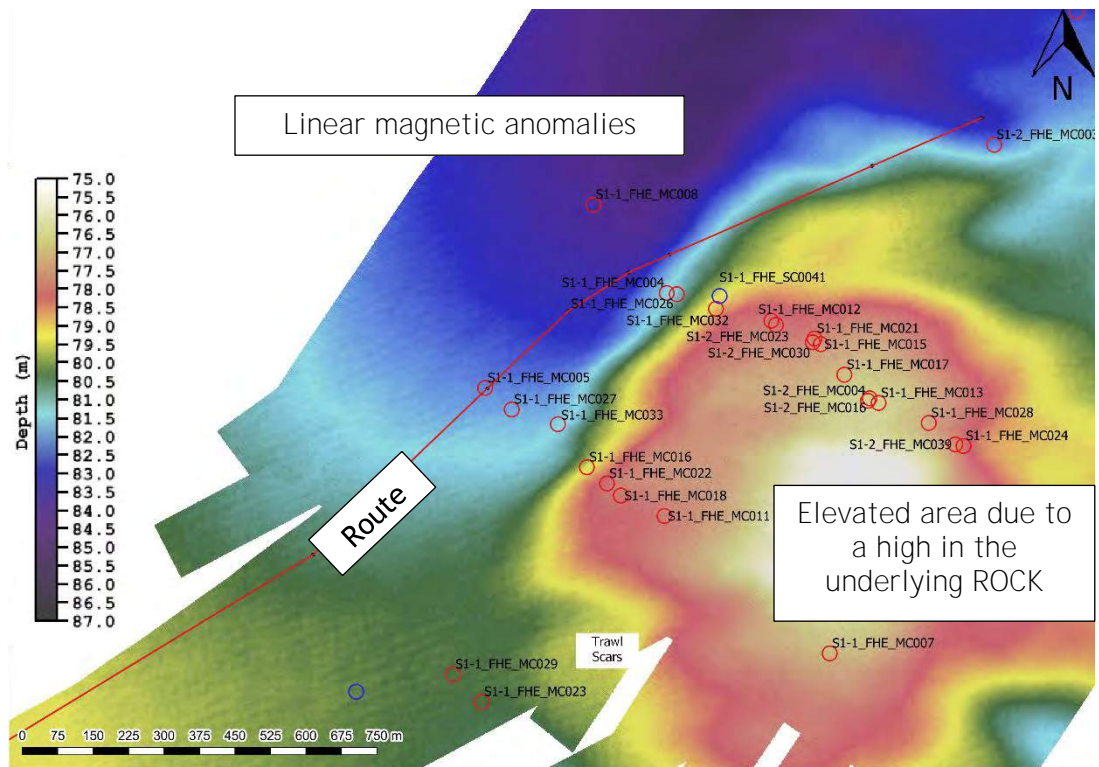 Linear magnetic anomalies
N
S1-2_FHE_MC003
S1-1_FHE_MC008
75.0
75.5
76.0
76.5
77.0
77.5
78.0
78.5
79.0
79.5
80.0
80.5
81.0
81.5
82.0
82.5
83.0
83.5
84.0
84.5
85.0
85.5
86.0
86.5
87.0
Depth (m)
S1-1_FHE_SC0041
S1-1_FHE_MC004
S1-1_FHE_MC026
S1-1_FHE_MC032
S1-1_FHE_MC012
S1-2_FHE_MC023
S1-1_FHE_MC021
S1-2_FHE_MC030
S1-1_FHE_MC015
S1-1_FHE_MC017
S1-1_FHE_MC005
S1-1_FHE_MC027
S1-1_FHE_MC033
S1-2_FHE_MC004
S1-1_FHE_MC013
S1-2_FHE_MC016
S1-1_FHE_MC028
S1-2_FHE_MC039
S1-1_FHE_MC024
S1-1_FHE_MC016
S1-1_FHE_MC022
S1-1_FHE_MC018
S1-1_FHE_MC011
Route
Elevated area due to
a high in the
underlying ROCK
Trawl
Scars
S1-1_FHE_MC007
S1-1_FHE_MC029
S1-1_FHE_MC023
0 75 150 225 300 375 450 525 600 750 m